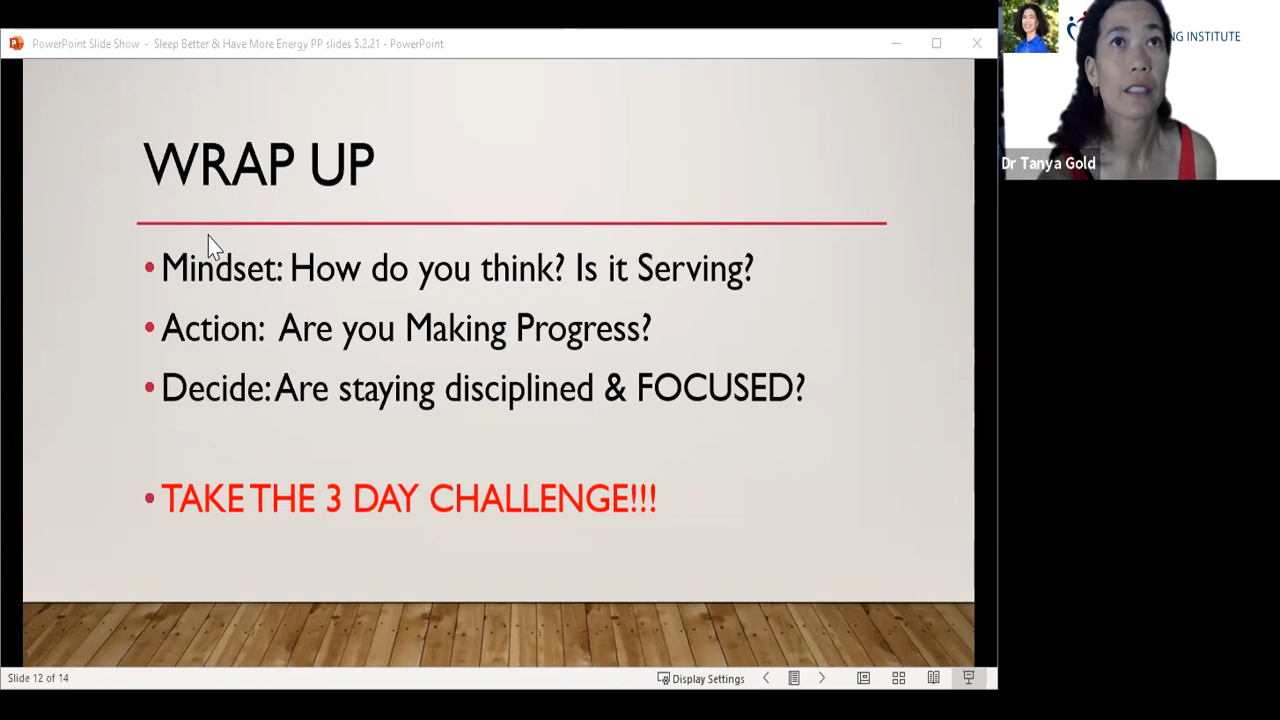 PowerPoint Slide Show - Sleep Better & Have More Energy PP slides 5.2.21 - PowerPoint
NG INSTITUTE
Dr Tanya Gold
WRAP UP
• Mindset: How do you think? Is it Serving?
• Action: Are you Making Progress?
• Decide: Are staying disciplined & FOCUSED?
• TAKE THE 3 DAY CHALLENGE!!!
Slide 12 of 14
Display Settings